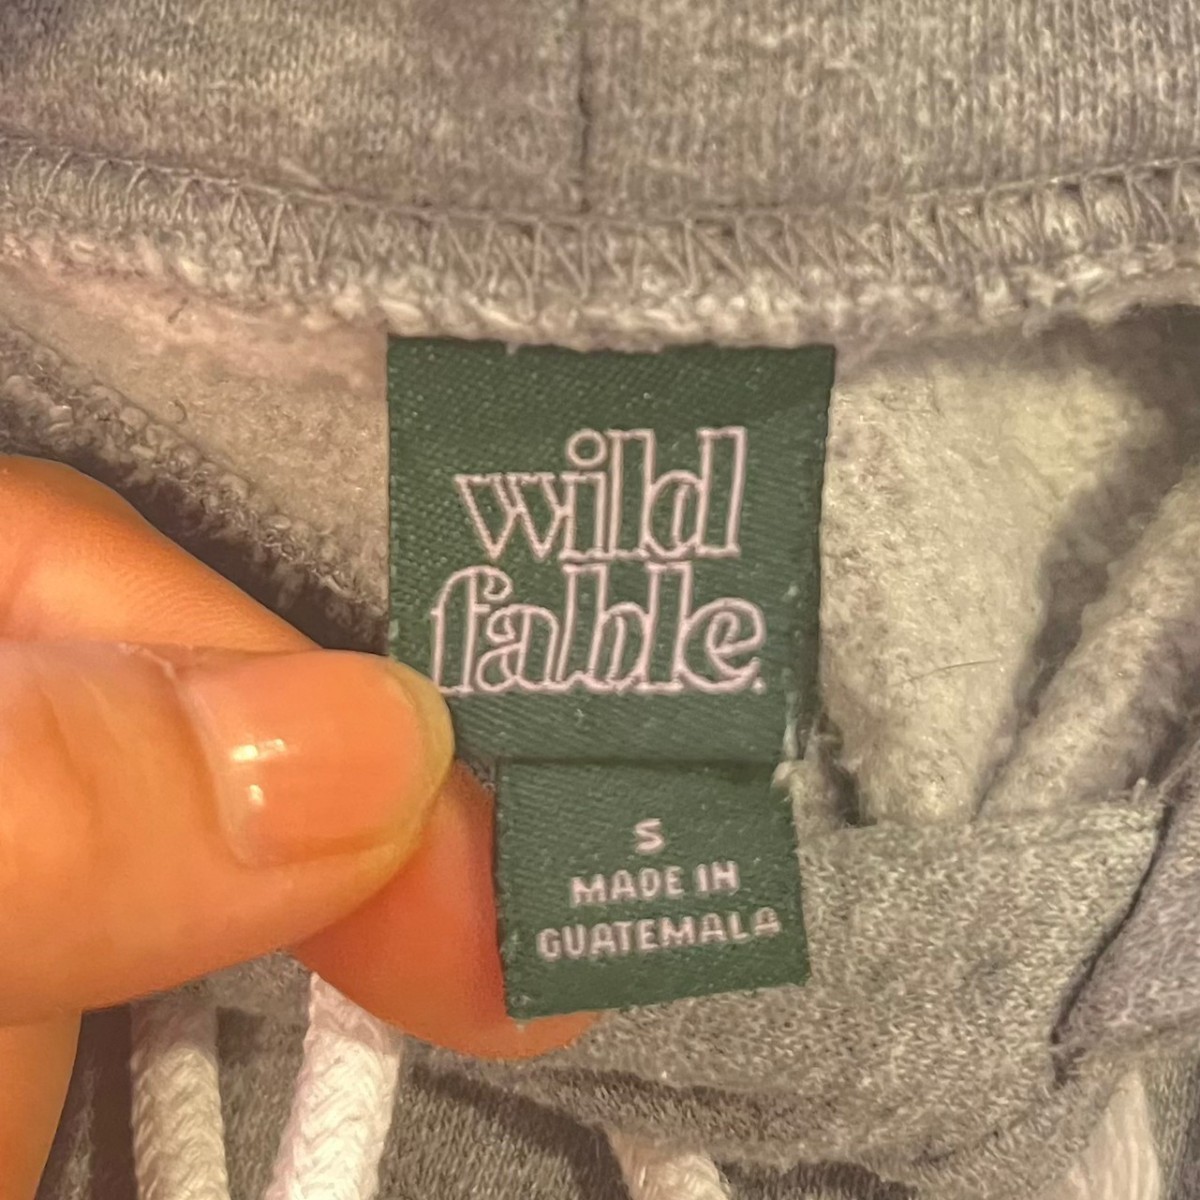 wild
fable.
S
MADE IN
GUATEMALA